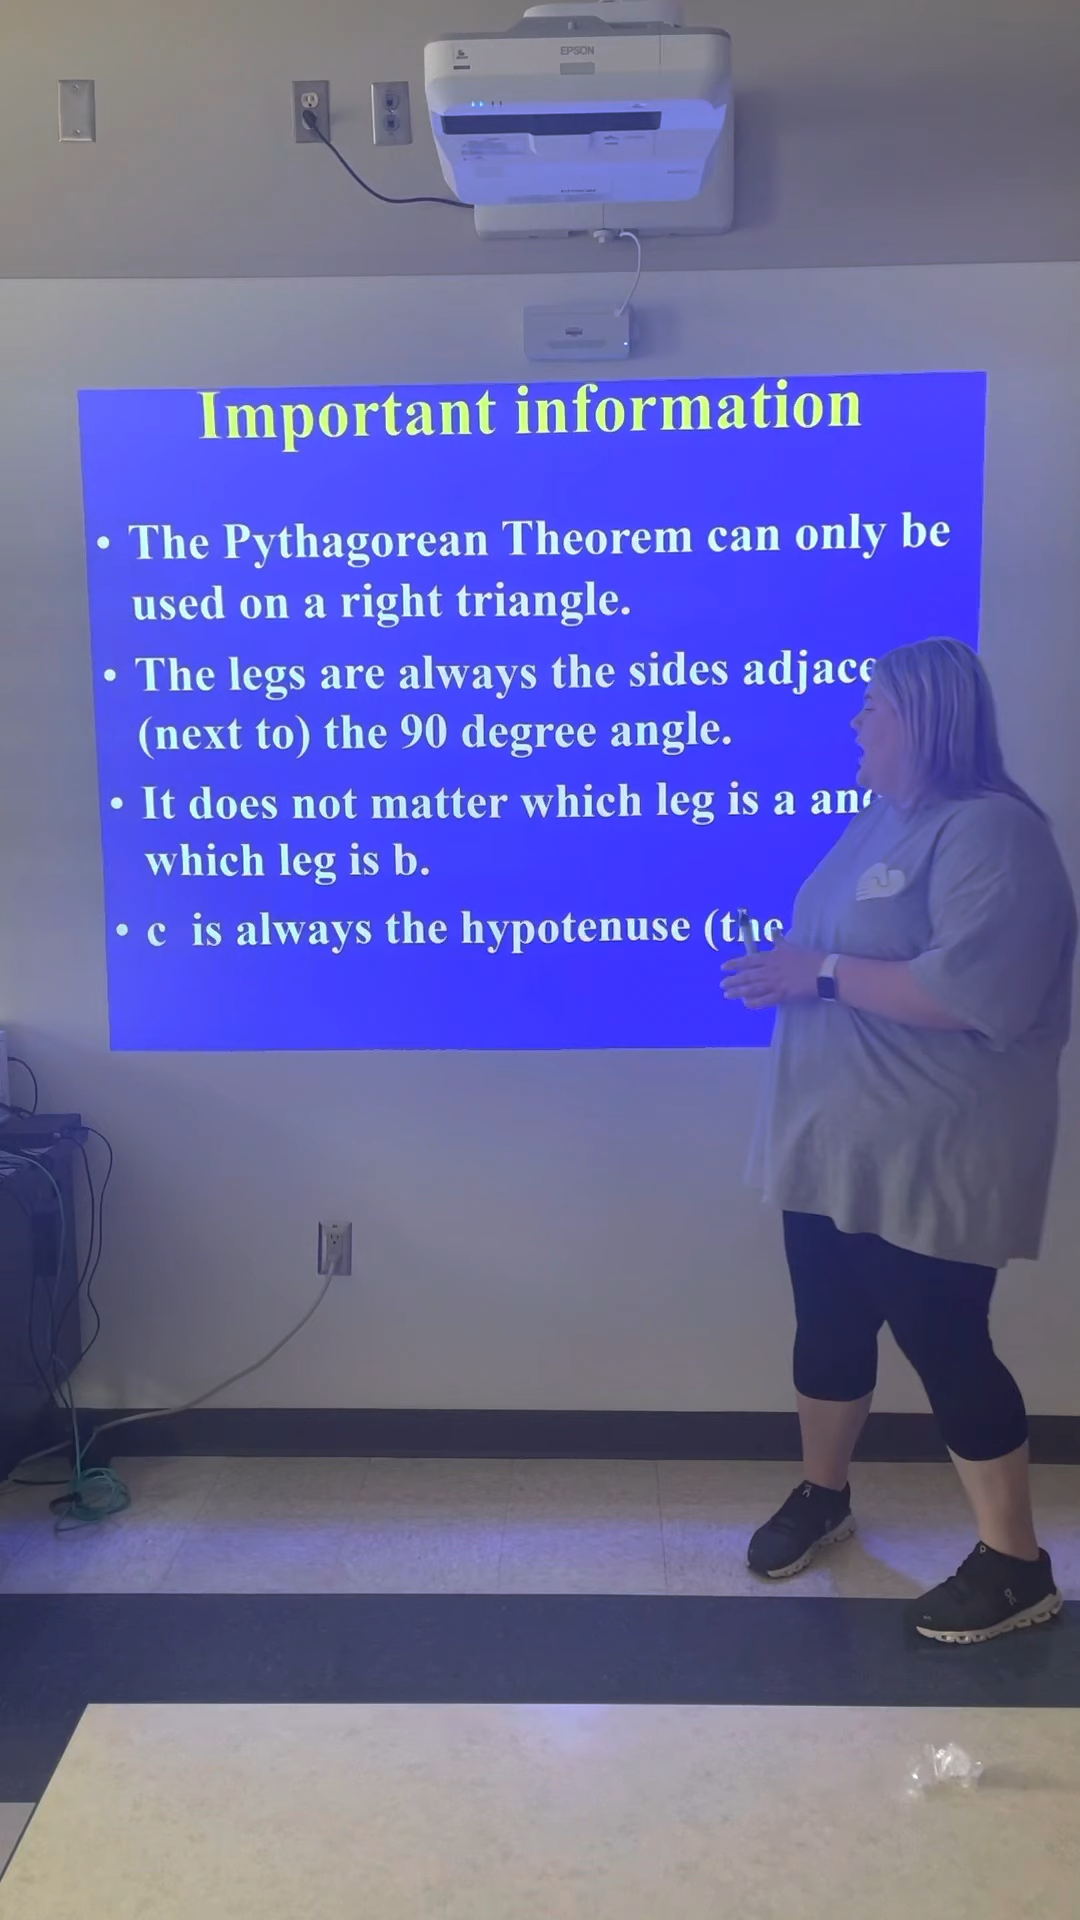 EPSON
Important information
• The Pythagorean Theorem can only be
used on a right triangle.
• The legs are always the sides
(next to) the 90 degree angle.
• It does not matter which leg is a
which leg is b.
• c is always the hypotenuse (the